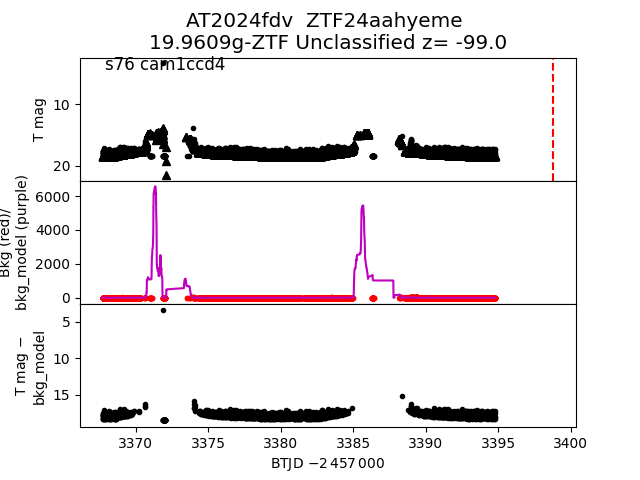 AT2024fdv  ZTF24aahyeme
19.9609g-ZTF Unclassified z= -99.0
s76 cam1ccd4
T mag
10
20
Bkg (red)/
bkg_model (purple)
6000
4000
2000
0
T mag −
bkg_model
5
10
15
3370 3375 3380 3385 3390 3395 3400
BTJD −2 457 000